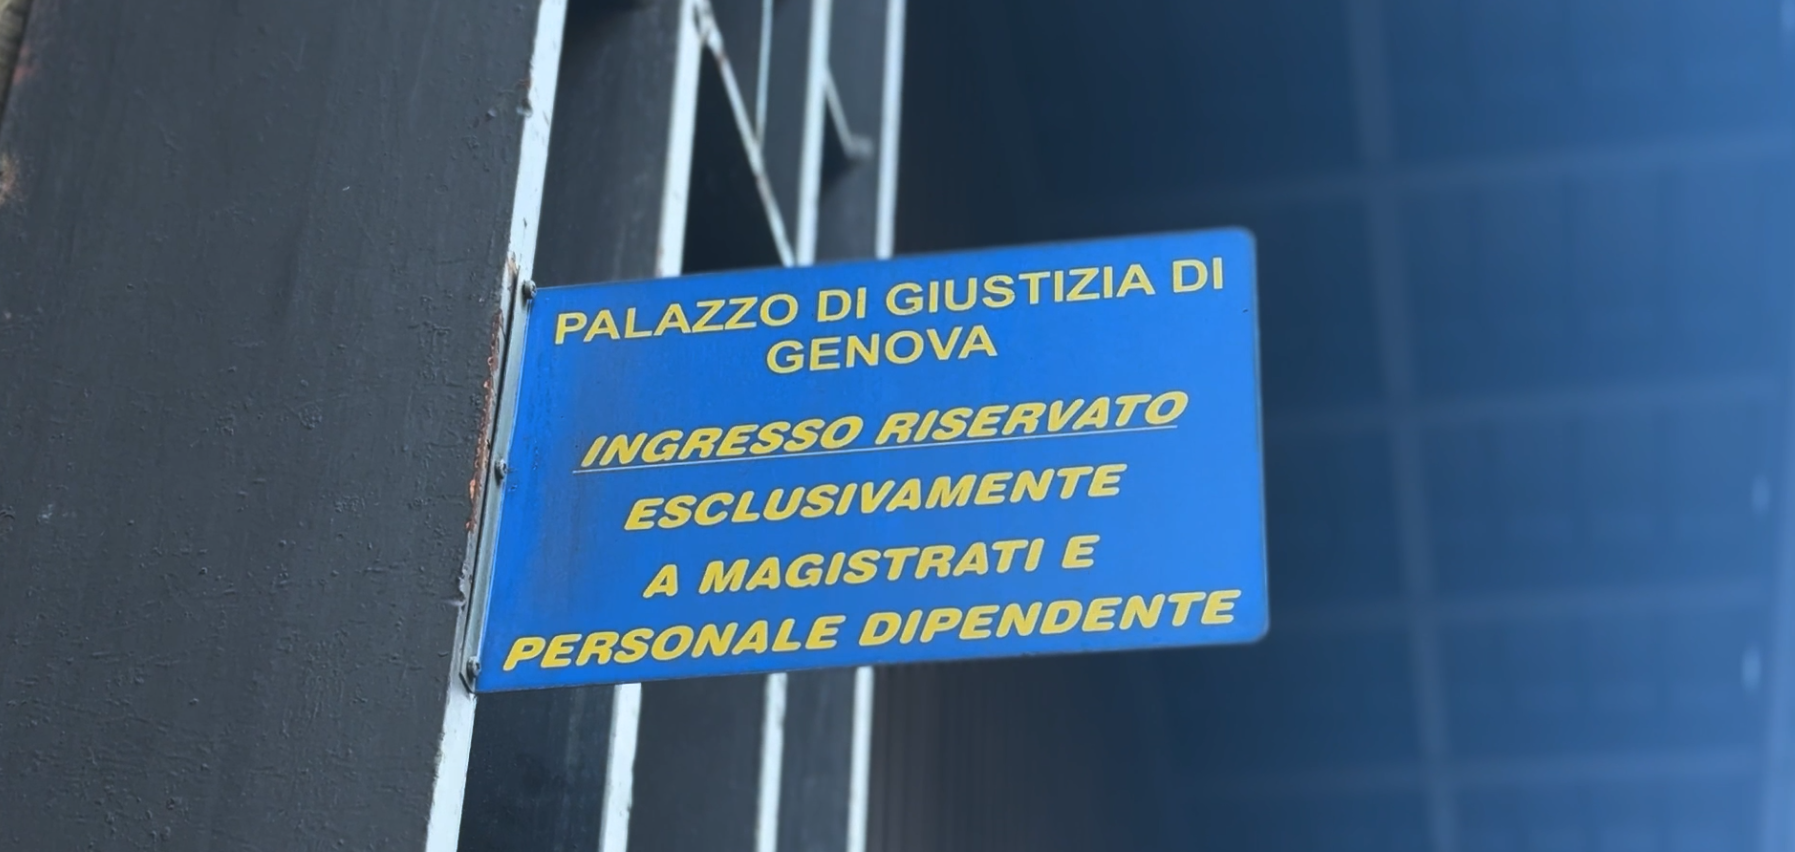 PALAZZO DI GIUSTIZIA DI
GENOVA
INGRESSO RISERVATO
ESCLUSIVAMENTE
A MAGISTRATI E
PERSONALE DIPENDENTE